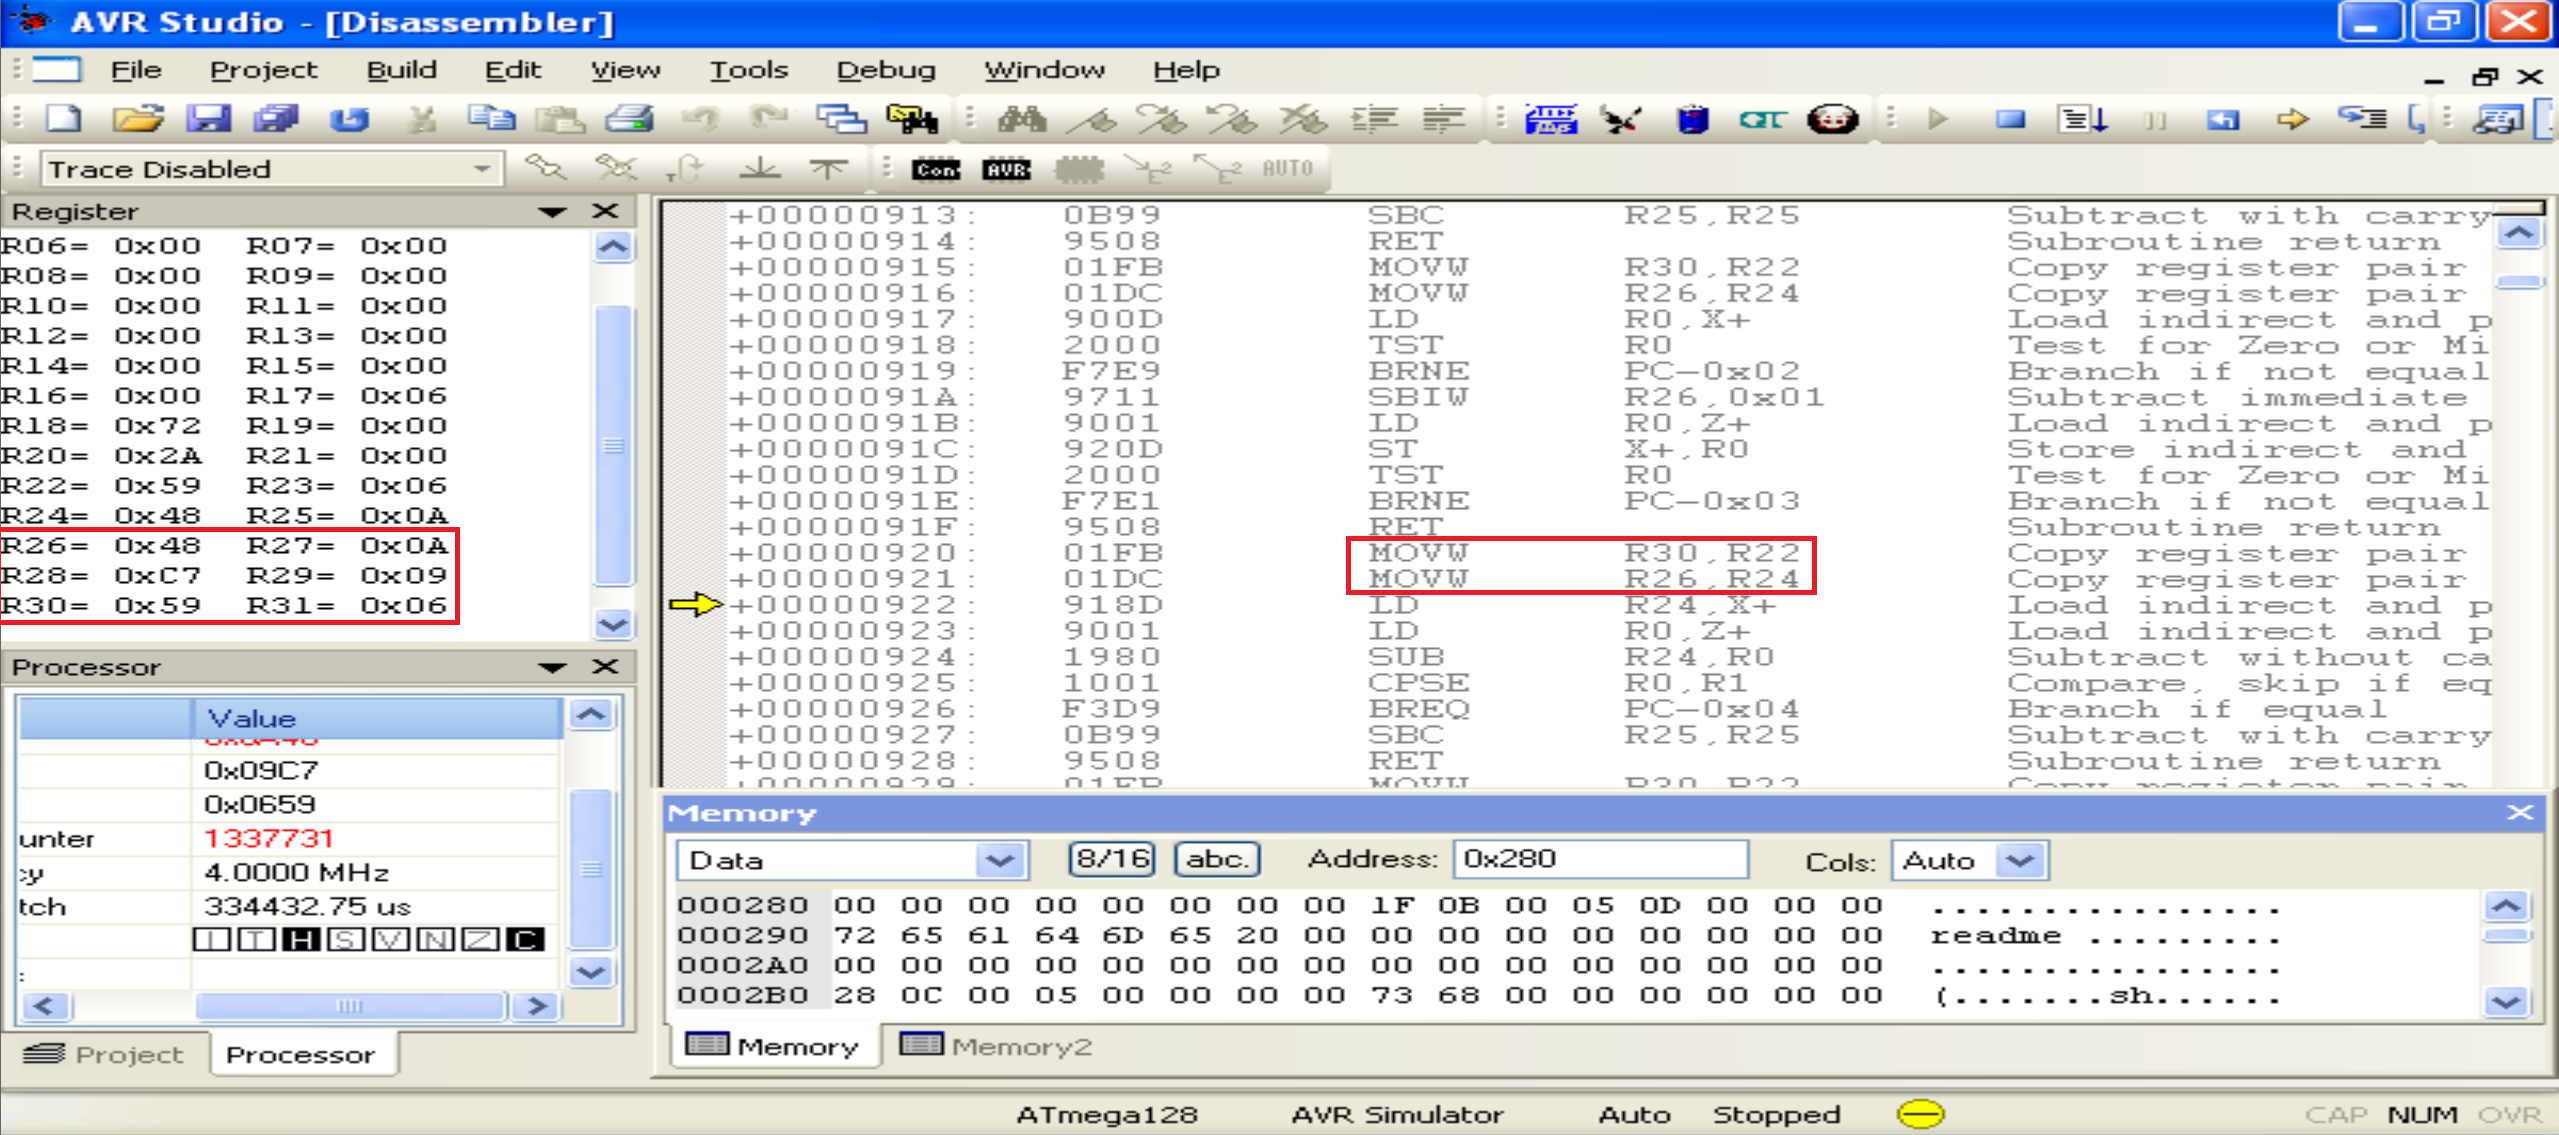 AVR Studio - [Disassembler]
File Project Build Edit View Tools Debug Window Help
Trace Disabled
Con AVR AUTO
Register
R06= 0x00 R07= 0x00
R08= 0x00 R09= 0x00
R10= 0x00 R11= 0x00
R12= 0x00 R13= 0x00
R14= 0x00 R15= 0x00
R16= 0x00 R17= 0x06
R18= 0x72 R19= 0x00
R20= 0x2A R21= 0x00
R22= 0x59 R23= 0x06
R24= 0x48 R25= 0x0A
R26= 0x48 R27= 0x0A
R28= 0xC7 R29= 0x09
R30= 0x59 R31= 0x06
Processor
Value
0x09C7
0x0659
unter 1337731
cy 4.0000 MHz
tch 334432.75 us
I T H S V N Z C
Project Processor
+00000913: 0B99 SBC R25,R25 Subtract with carry
+00000914: 9508 RET Subroutine return
+00000915: 01FB MOVW R30,R22 Copy register pair
+00000916: 01DC MOVW R26,R24 Copy register pair
+00000917: 900D LD R0,X+ Load indirect and p
+00000918: 2000 TST R0 Test for Zero or Mi
+00000919: F7E9 BRNE PC-0x02 Branch if not equal
+0000091A: 9711 SBIW R26,0x01 Subtract immediate
+0000091B: 9001 LD R0,Z+ Load indirect and p
+0000091C: 920D ST X+,R0 Store indirect and
+0000091D: 2000 TST R0 Test for Zero or Mi
+0000091E: F7E1 BRNE PC-0x03 Branch if not equal
+0000091F: 9508 RET Subroutine return
+00000920: 01FB MOVW R30,R22 Copy register pair
+00000921: 01DC MOVW R26,R24 Copy register pair
+00000922: 918D LD R24,X+ Load indirect and p
+00000923: 9001 LD R0,Z+ Load indirect and p
+00000924: 1980 SUB R24,R0 Subtract without ca
+00000925: 1001 CPSE R0,R1 Compare, skip if eq
+00000926: F3D9 BREQ PC-0x04 Branch if equal
+00000927: 0B99 SBC R25,R25 Subtract with carry
+00000928: 9508 RET Subroutine return
+00000929: 01FB MOVW R30,R22 Copy register pair
Memory
Data 8/16 abc. Address: 0x280 Cols: Auto
000280 00 00 00 00 00 00 00 00 1F 0B 00 05 0D 00 00 00 ................
000290 72 65 61 64 6D 65 20 00 00 00 00 00 00 00 00 00 readme .........
0002A0 00 00 00 00 00 00 00 00 00 00 00 00 00 00 00 00 ................
0002B0 28 0C 00 05 00 00 00 00 73 68 00 00 00 00 00 00 (.......sh......
Memory Memory2
ATmega128 AVR Simulator Auto Stopped CAP NUM OVR